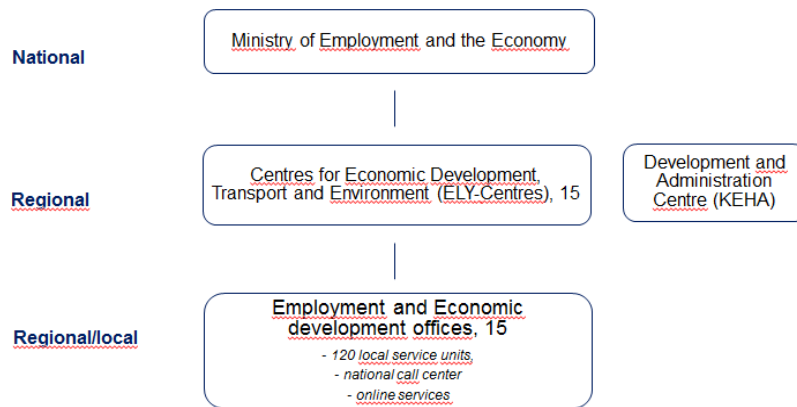 National
Ministry of Employment and the Economy
Regional
Centres for Economic Development,
Transport and Environment (ELY-Centres), 15
Development and
Administration
Centre (KEHA)
Regional/local
Employment and Economic
development offices, 15
- 120 local service units,
- national call center
- online services